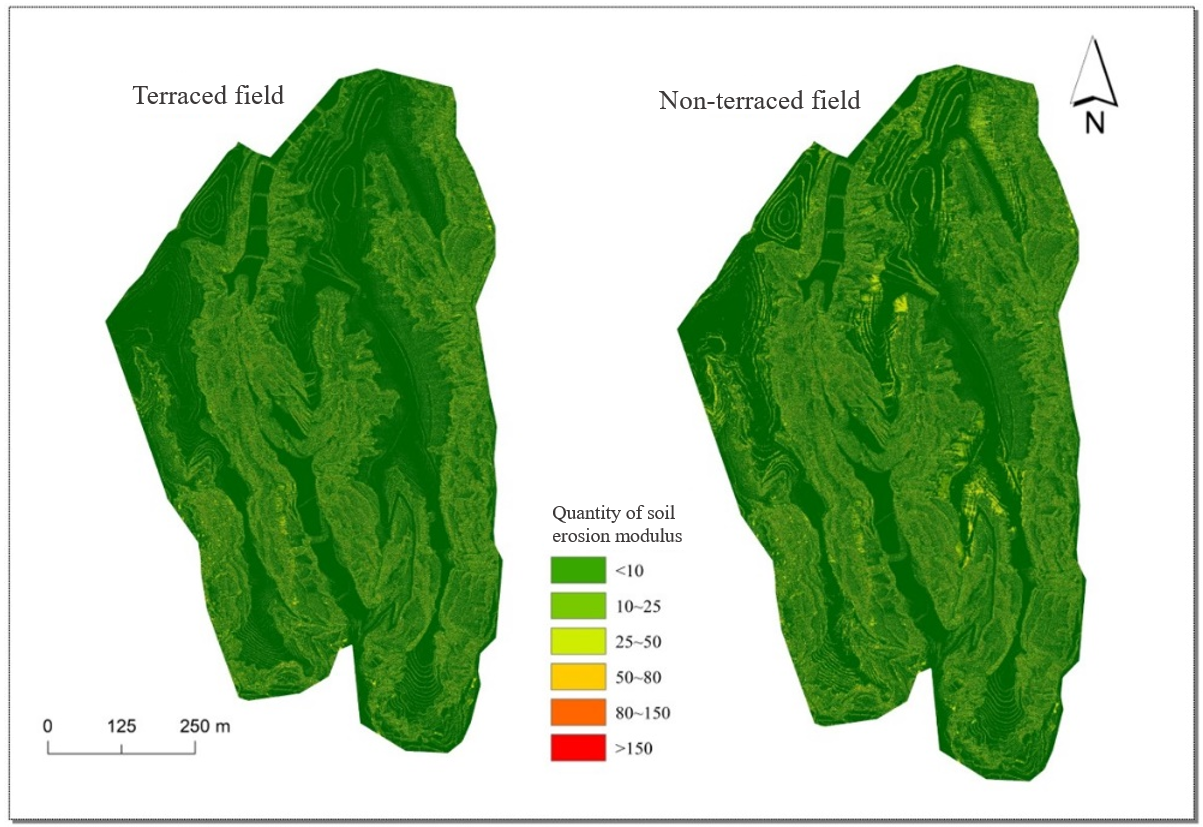 Terraced field
Non-terraced field
N
Quantity of soil
erosion modulus
<10
10~25
25~50
50~80
80~150
>150
0 125 250 m